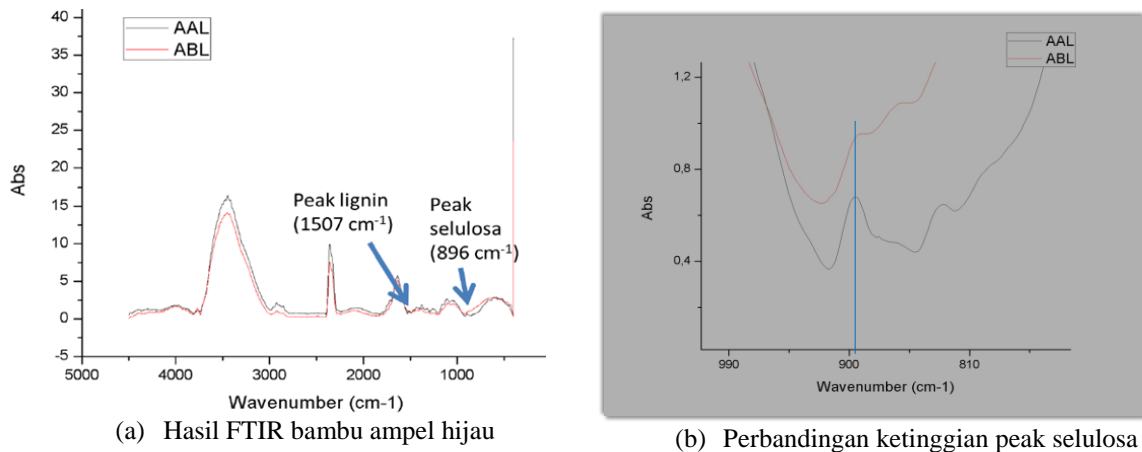 40
35
30
25
20
15
10
5
0
-5
Abs
AAL
ABL
Peak lignin
(1507 cm-1)
Peak
selulosa
(896 cm-1)
5000 4000 3000 2000 1000
Wavenumber (cm-1)
(a) Hasil FTIR bambu ampel hijau
AAL
ABL
1,2
0,8
0,4
Abs
990 900 810
Wavenumber (cm-1)
(b) Perbandingan ketinggian peak selulosa